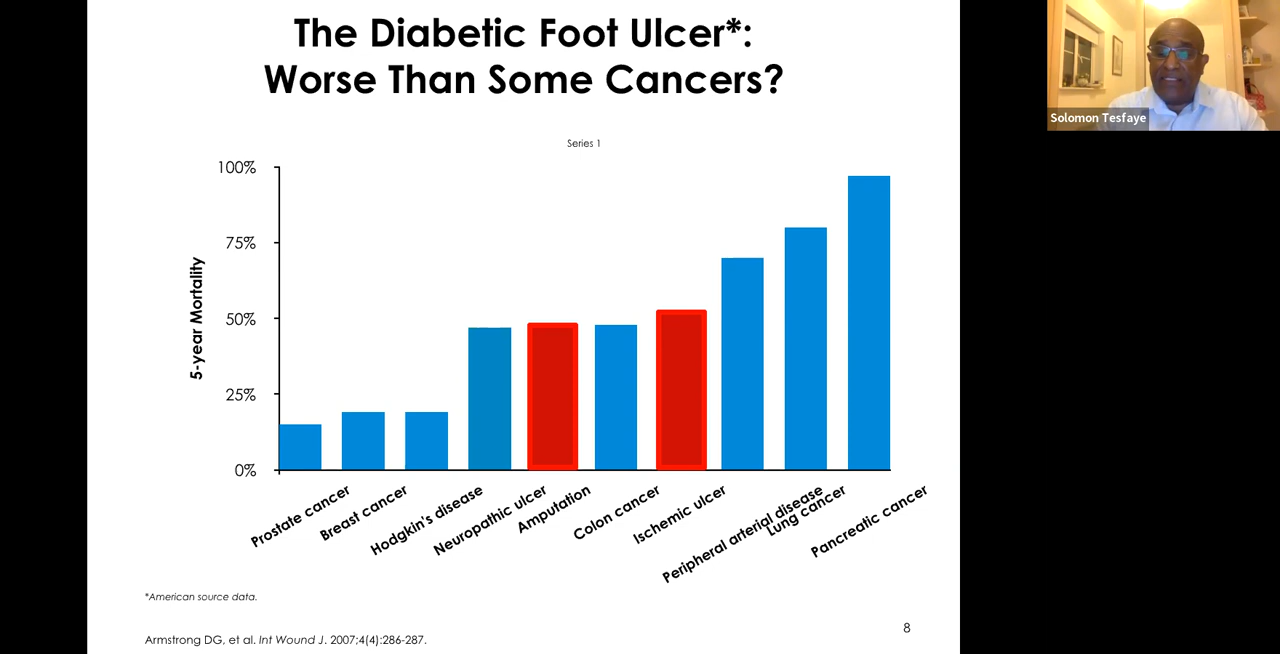 The Diabetic Foot Ulcer*:
Worse Than Some Cancers?
Solomon Tesfaye
Series 1
100%
75%
50%
25%
0%
5-year Mortality
Prostate cancer
Breast cancer
Hodgkin's disease
Neuropathic ulcer
Amputation
Colon cancer
Ischemic ulcer
Peripheral arterial disease
Lung cancer
Pancreatic cancer
*American source data.
Armstrong DG, et al. Int Wound J. 2007;4(4):286-287.
8